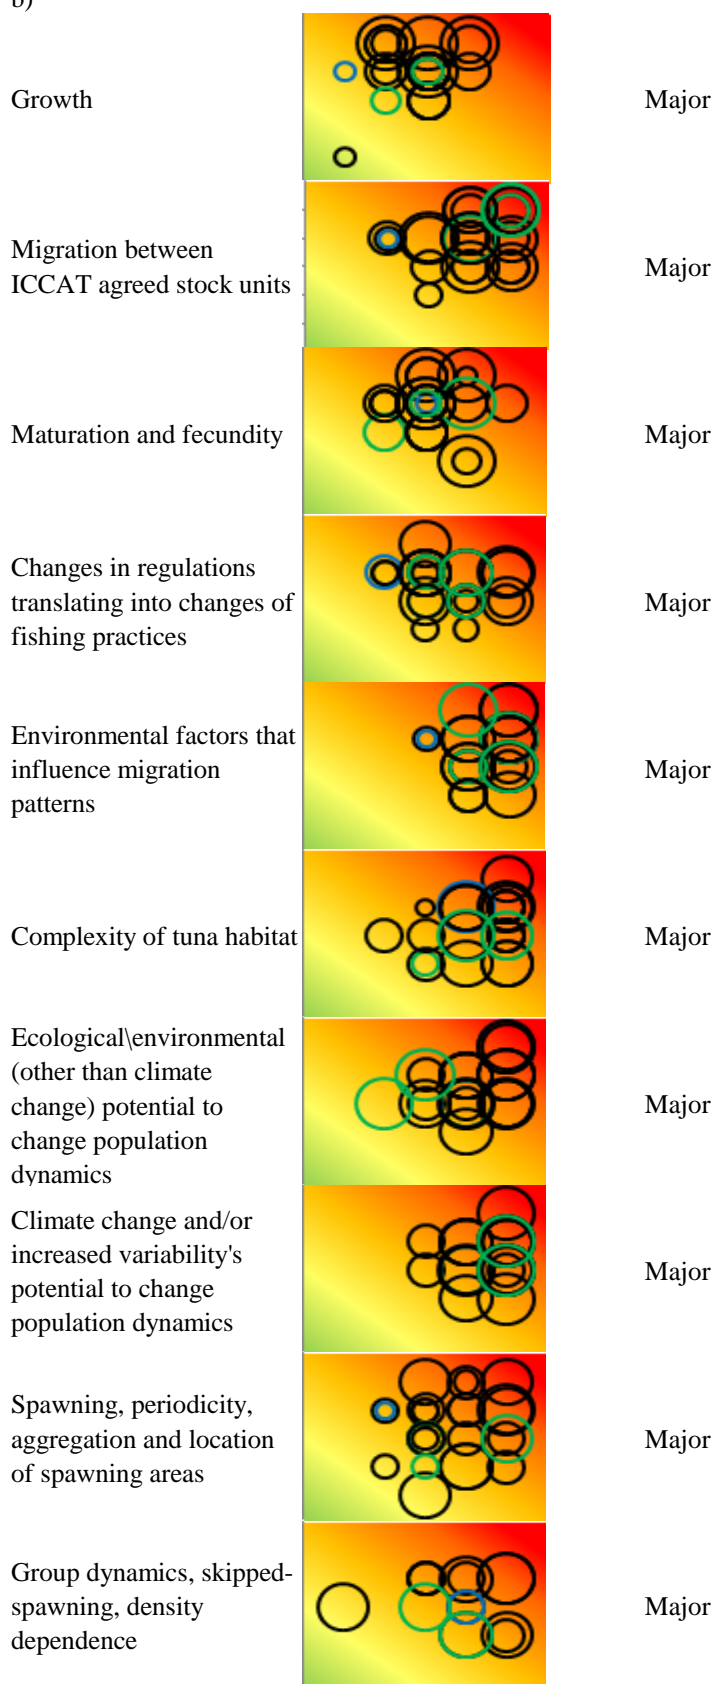 b)
Growth
Major
Migration between
ICCAT agreed stock units
Major
Maturation and fecundity
Major
Changes in regulations
translating into changes of
fishing practices
Major
Environmental factors that
influence migration
patterns
Major
Complexity of tuna habitat
Major
Ecological\environmental
(other than climate
change) potential to
change population
dynamics
Major
Climate change and/or
increased variability's
potential to change
population dynamics
Major
Spawning, periodicity,
aggregation and location
of spawning areas
Major
Group dynamics, skipped-
spawning, density
dependence
Major